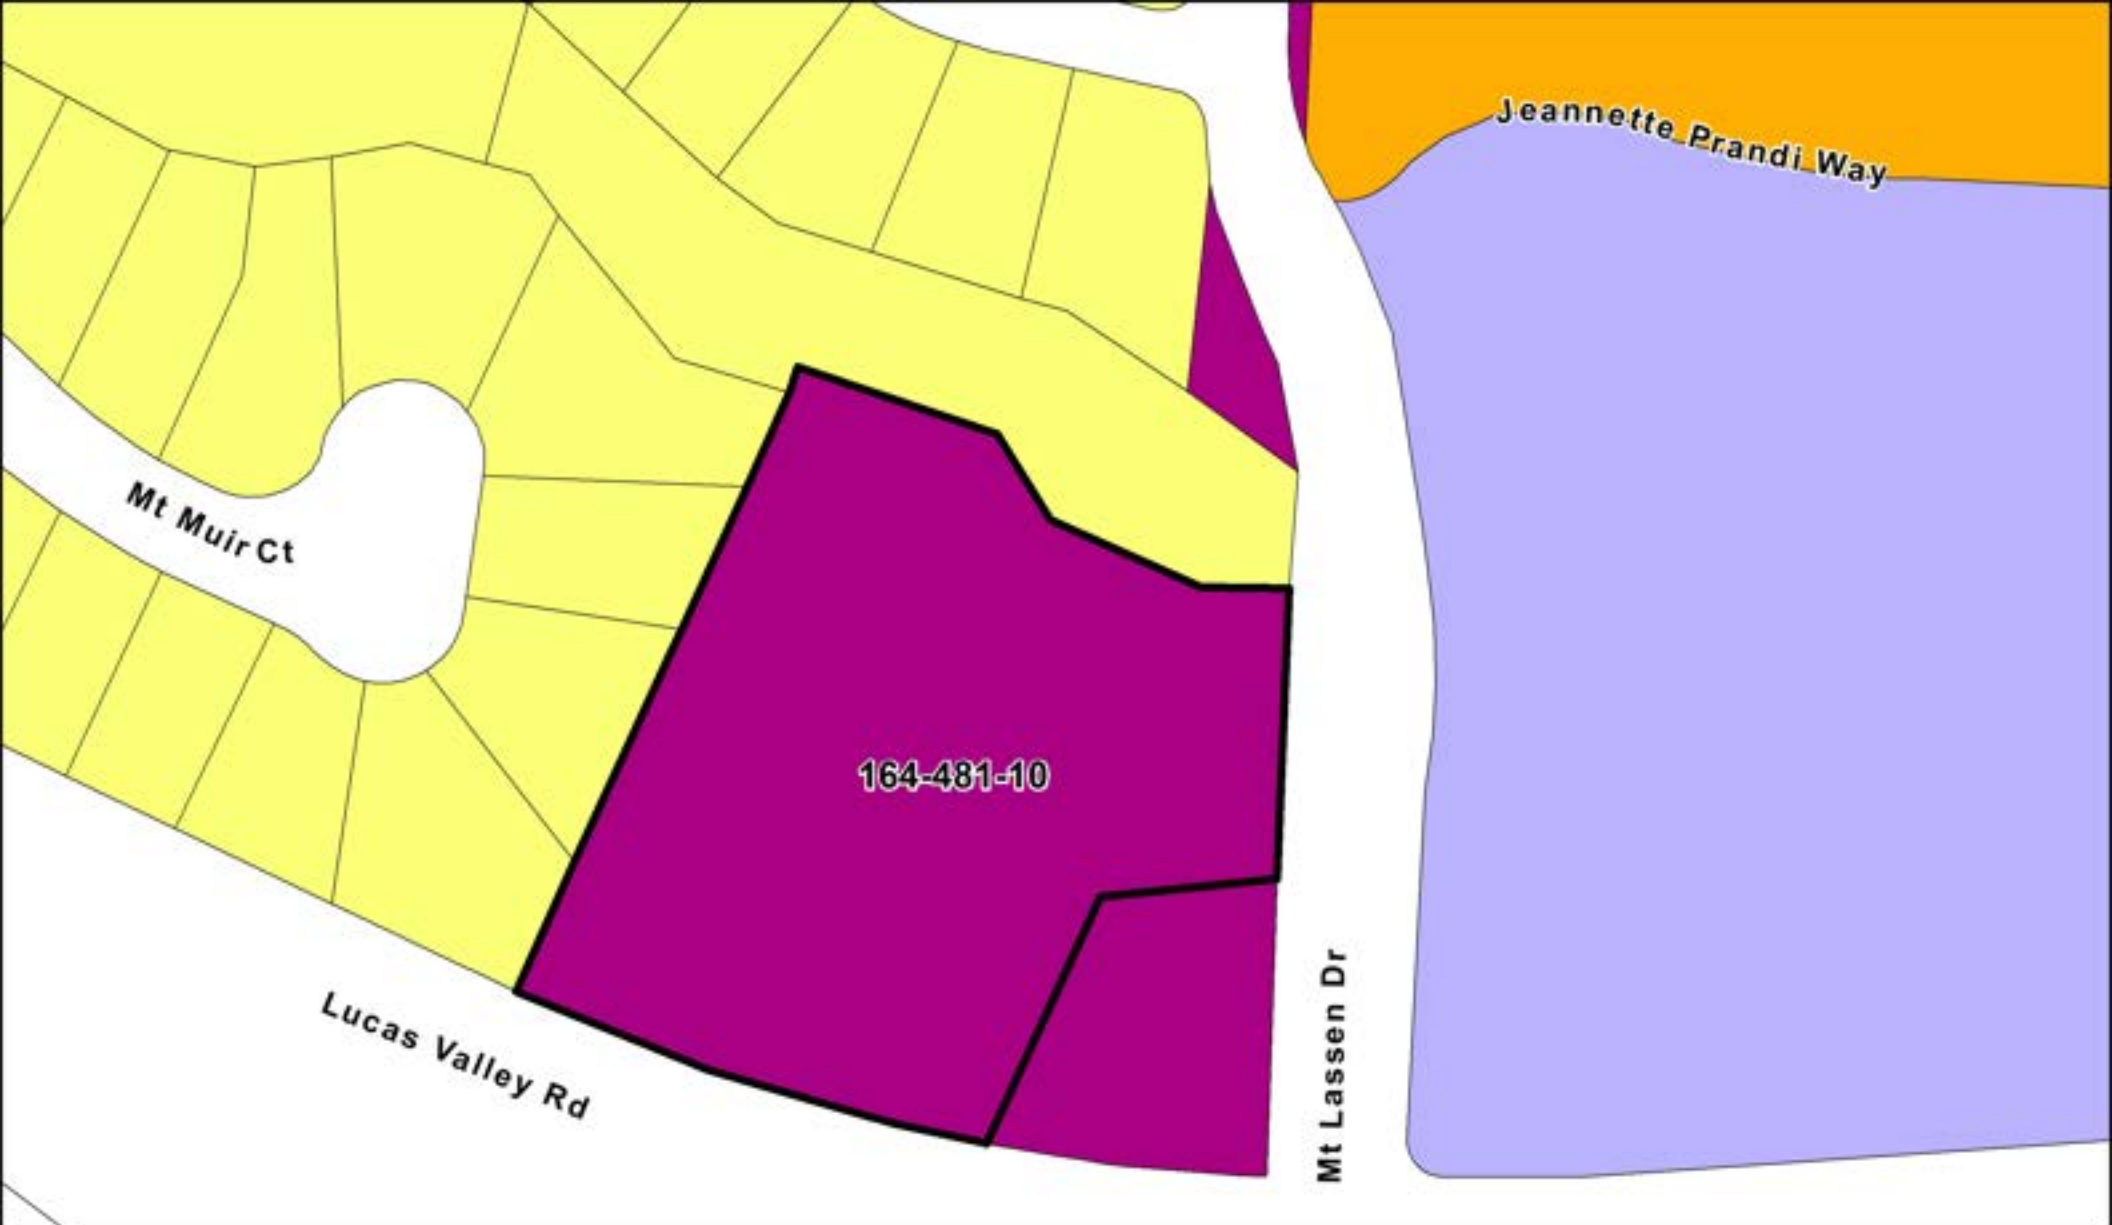 Jeannette Prandi Way
Mt Muir Ct
164-481-10
Lucas Valley Rd
Mt Lassen Dr